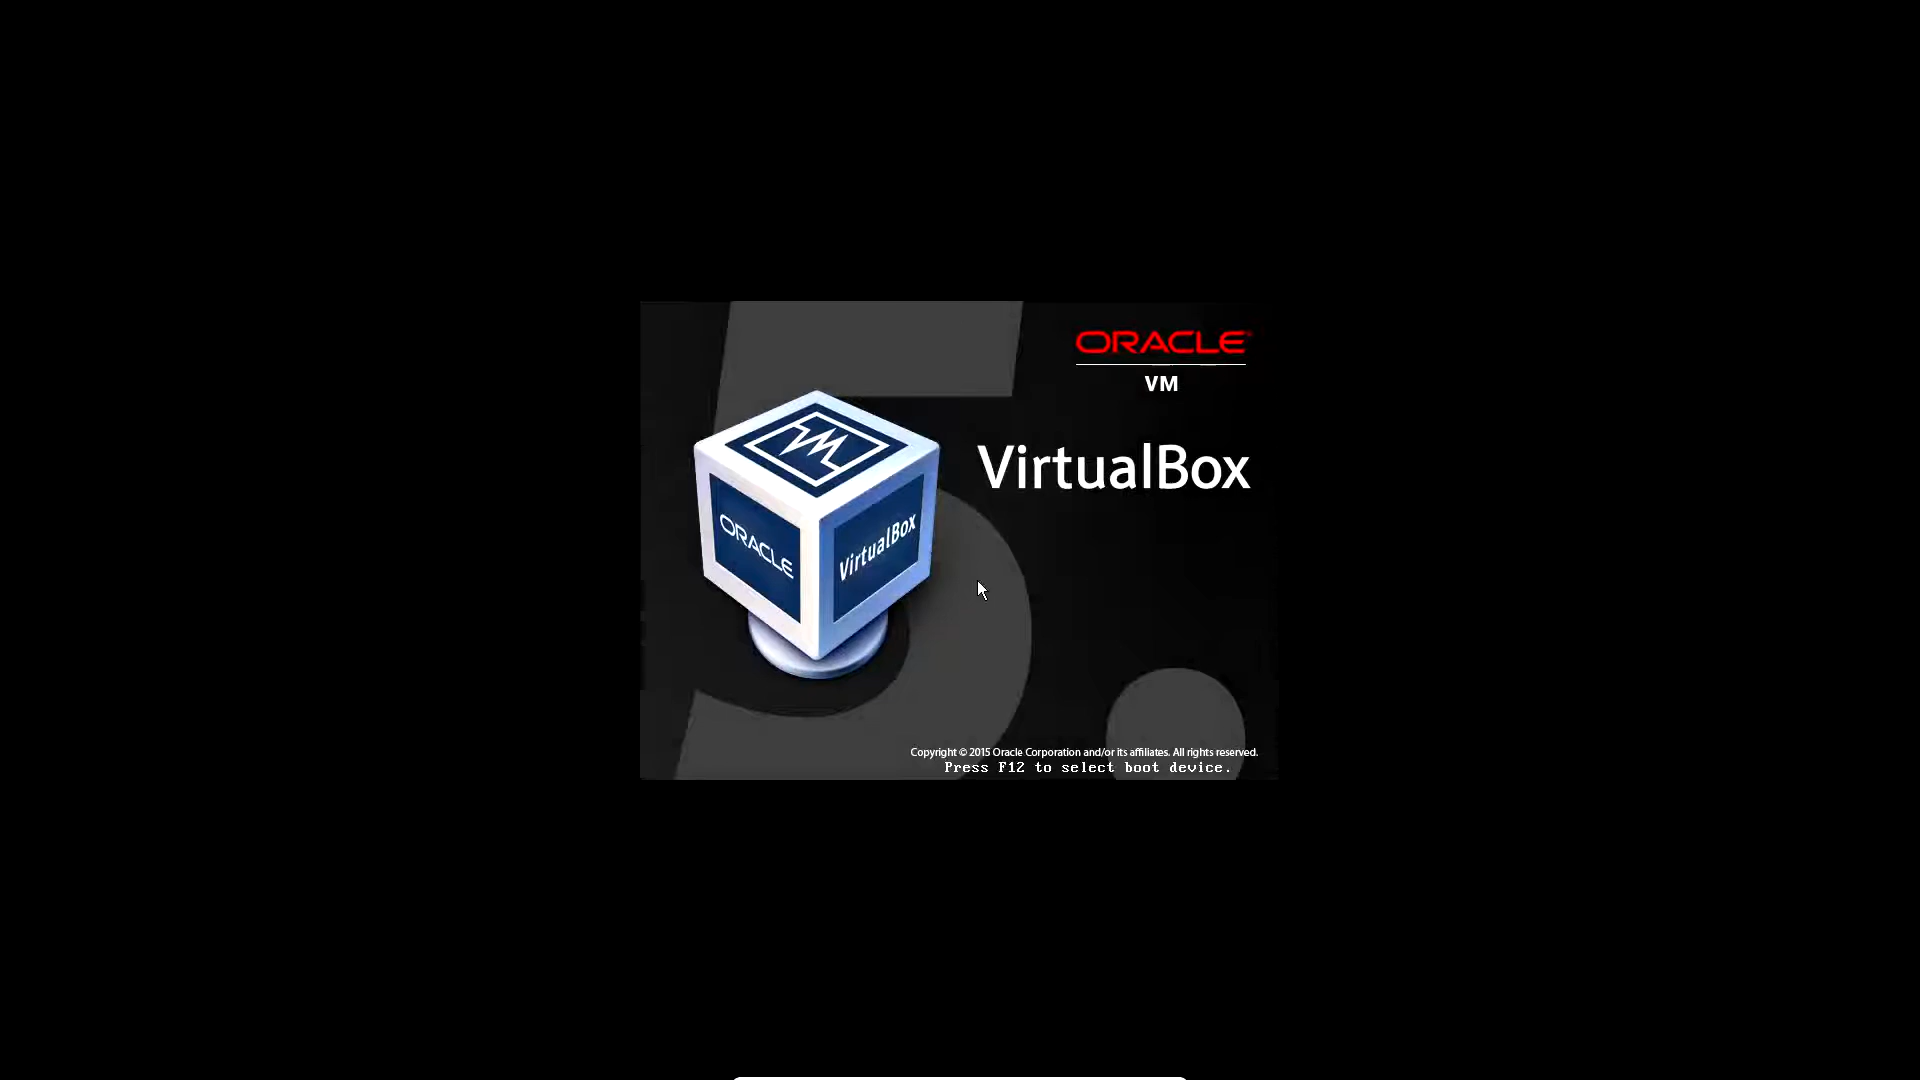 ORACLE
VM
VirtualBox
ORACLE
VirtualBox
Copyright © 2015 Oracle Corporation and/or its affiliates. All rights reserved.
Press F12 to select boot device.